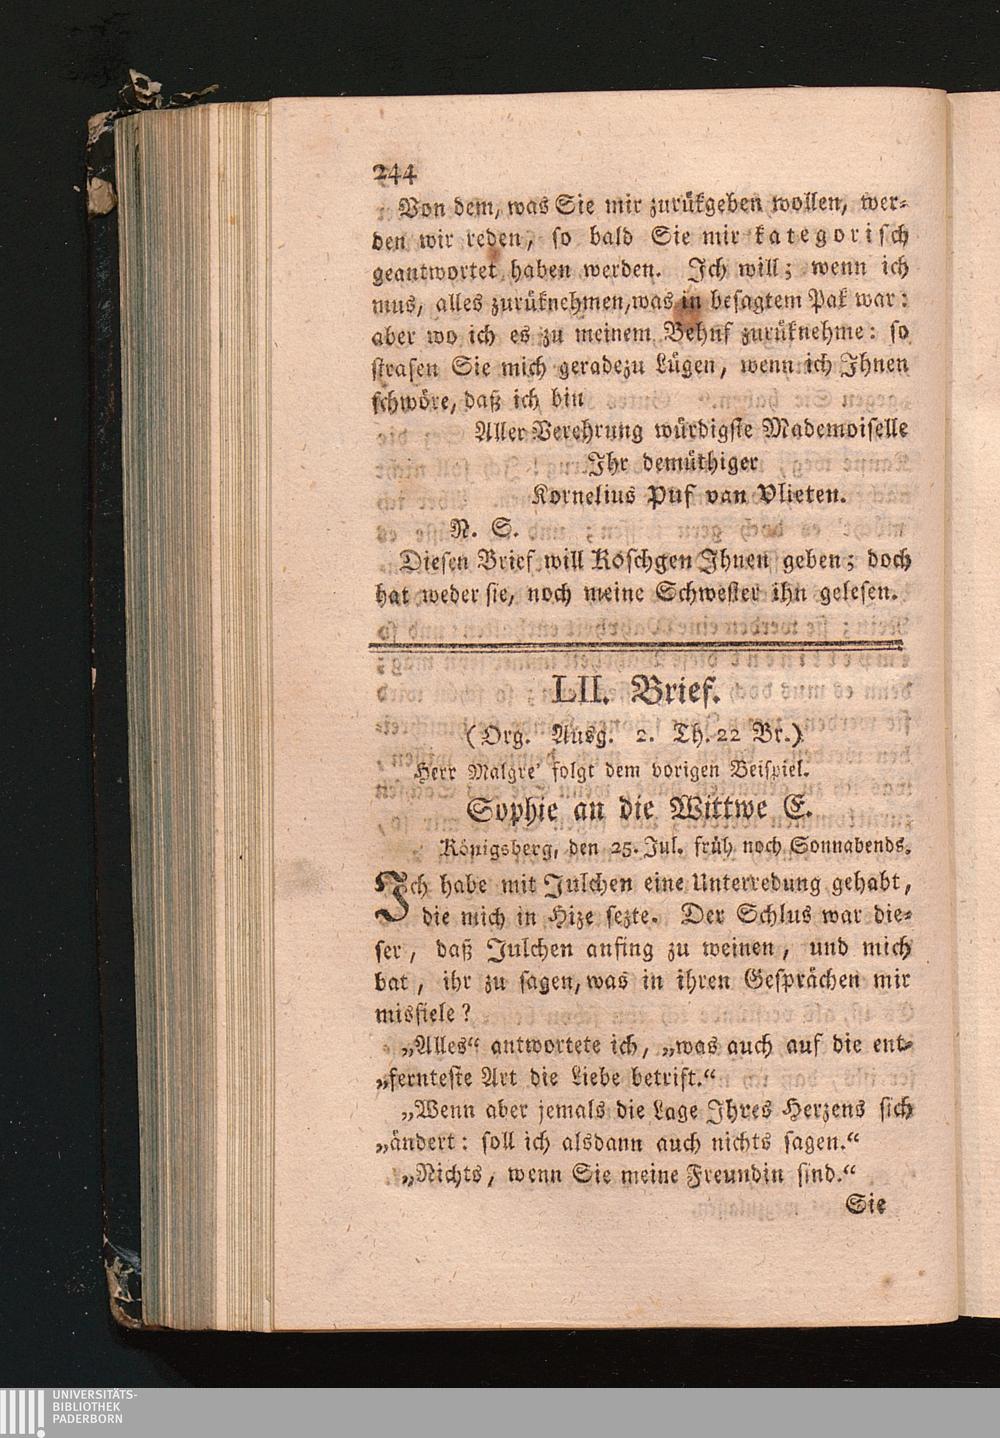 244
Von dem, was Sie mir zurükgeben wollen, wer-
den wir reden, so bald Sie mir kategorisch
geantwortet haben werden. Ich will; wenn ich
mus, alles zurüknehmen, was in besagtem Pak war:
aber wo ich es zu meinem Behuf zurüknehme: so
strafen Sie mich geradezu Lügen, wenn ich Ihnen
schwöre, daß ich bin
Aller Verehrung würdigste Mademoiselle
Ihr demüthiger
Kornelius Puf van Vlieten.
N. S.
Diesen Brief will Koschgen Ihnen geben; doch
hat weder sie, noch meine Schwester ihn gelesen.
LII. Brief.
(Org. Ausg. 2. Th. 22 Br.)
Herr Malgre' folgt dem vorigen Beispiel.
Sophie an die Wittwe E.
Königsberg, den 25. Jul. früh noch Sonnabends.
Ich habe mit Julchen eine Unterredung gehabt,
die mich in Hize sezte. Der Schlus war die-
ser, daß Julchen anfing zu weinen, und mich
bat, ihr zu sagen, was in ihren Gesprächen mir
misfiele?
„Alles“ antwortete ich, „was auch auf die ent-
„fernteste Art die Liebe betrift.“
„Wenn aber jemals die Lage Ihres Herzens sich
„ändert: soll ich alsdann auch nichts sagen.“
„Nichts, wenn Sie meine Freundin sind.“
Sie
UNIVERSITÄTS-
BIBLIOTHEK
PADERBORN